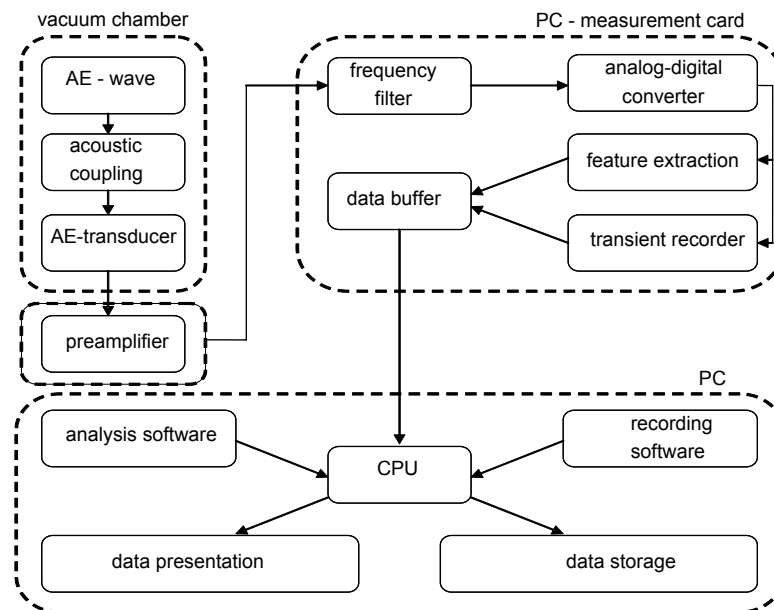 vacuum chamber
AE - wave
acoustic
coupling
AE-transducer
preamplifier
PC - measurement card
frequency
filter
analog-digital
converter
feature extraction
data buffer
transient recorder
PC
analysis software
recording
software
CPU
data presentation
data storage